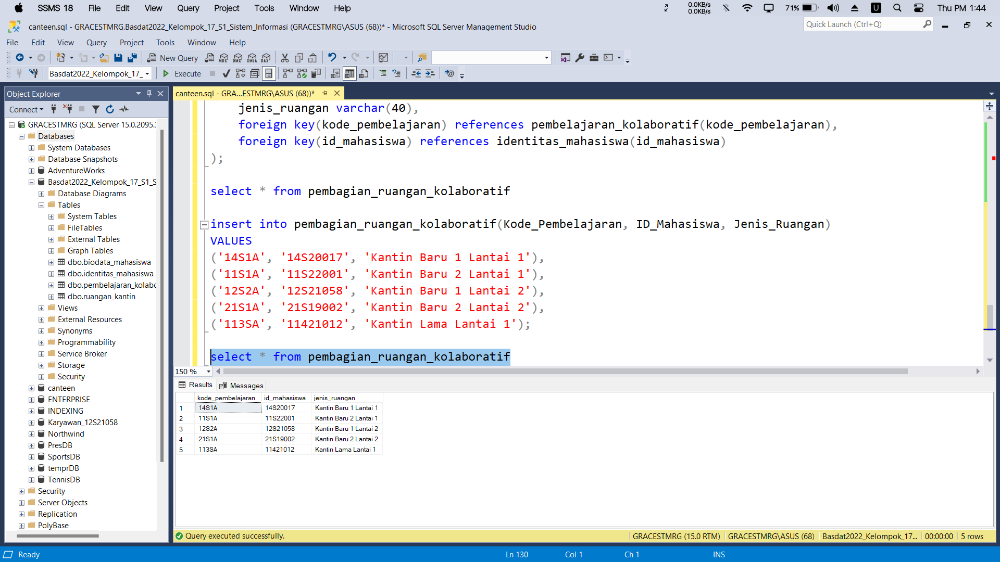 SSMS 18 File Edit View Query Project Tools Window Help 0.0KB/s 0.0KB/s 71% U Thu PM 1:44
canteen.sql - GRACESTMRG.Basdat2022_Kelompok_17_S1_Sistem_Informasi (GRACESTMRG\ASUS (68))* - Microsoft SQL Server Management Studio
Quick Launch (Ctrl+Q)
File Edit View Query Project Tools Window Help
New Query MDX DMX XMLA DAX
Basdat2022_Kelompok_17_ Execute
Object Explorer
Connect
GRACESTMRG (SQL Server 15.0.2095.3
Databases
System Databases
Database Snapshots
AdventureWorks
Basdat2022_Kelompok_17_S1_S
Database Diagrams
Tables
System Tables
FileTables
External Tables
Graph Tables
dbo.biodata_mahasiswa
dbo.identitas_mahasiswa
dbo.pembelajaran_kolabo
dbo.ruangan_kantin
Views
External Resources
Synonyms
Programmability
Service Broker
Storage
Security
canteen
ENTERPRISE
INDEXING
Karyawan_12S21058
Northwind
PresDB
SportsDB
temprDB
TennisDB
Security
Server Objects
Replication
PolyBase
canteen.sql - GRA...ESTMRG\ASUS (68))*
jenis_ruangan varchar(40),
foreign key(kode_pembelajaran) references pembelajaran_kolaboratif(kode_pembelajaran),
foreign key(id_mahasiswa) references identitas_mahasiswa(id_mahasiswa)
);
select * from pembagian_ruangan_kolaboratif
insert into pembagian_ruangan_kolaboratif(Kode_Pembelajaran, ID_Mahasiswa, Jenis_Ruangan)
VALUES
('14S1A', '14S20017', 'Kantin Baru 1 Lantai 1'),
('11S1A', '11S22001', 'Kantin Baru 2 Lantai 1'),
('12S2A', '12S21058', 'Kantin Baru 1 Lantai 2'),
('21S1A', '21S19002', 'Kantin Baru 2 Lantai 2'),
('113SA', '11421012', 'Kantin Lama Lantai 1');
select * from pembagian_ruangan_kolaboratif
150 %
Results Messages
kode_pembelajaran id_mahasiswa jenis_ruangan
1 14S1A 14S20017 Kantin Baru 1 Lantai 1
2 11S1A 11S22001 Kantin Baru 2 Lantai 1
3 12S2A 12S21058 Kantin Baru 1 Lantai 2
4 21S1A 21S19002 Kantin Baru 2 Lantai 2
5 113SA 11421012 Kantin Lama Lantai 1
Query executed successfully. GRACESTMRG (15.0 RTM) GRACESTMRG\ASUS (68) Basdat2022_Kelompok_17... 00:00:00 5 rows
Ready Ln 130 Col 1 Ch 1 INS